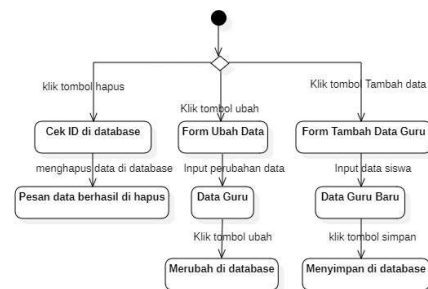 klik tombol hapus
Klik tombol ubah
Klik tombol Tambah data
Cek ID di database
Form Ubah Data
Form Tambah Data Guru
menghapus data di database
Input perubahan data
Input data siswa
Pesan data berhasil di hapus
Data Guru
Data Guru Baru
Klik tombol ubah
klik tombol simpan
Merubah di database
Menyimpan di database